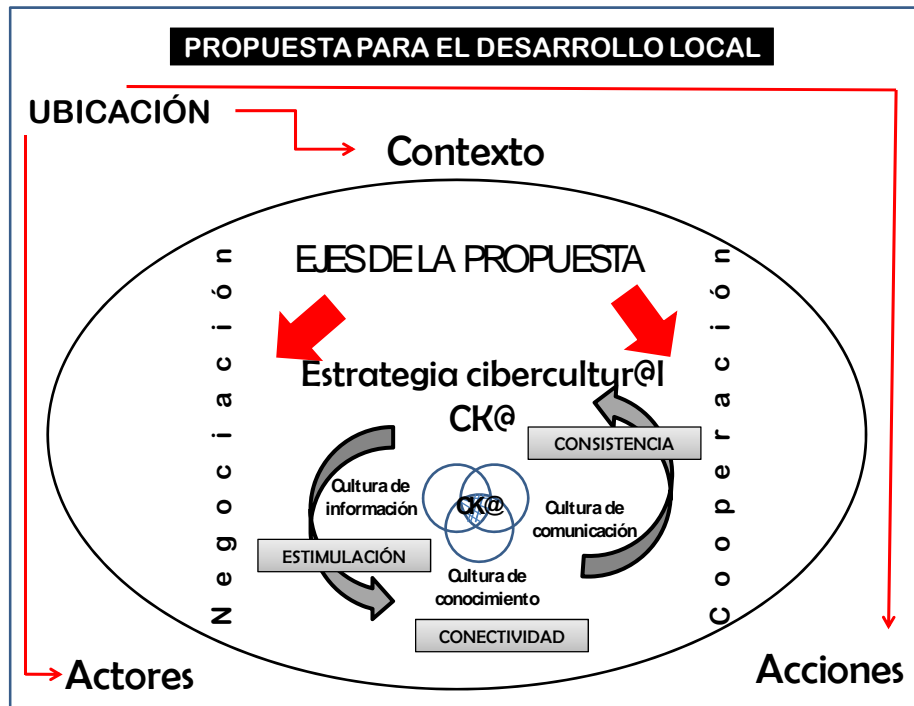 PROPUESTA PARA EL DESARROLLO LOCAL
UBICACIÓN
Contexto
EJES DE LA PROPUESTA
Negociación
Cooperación
Estrategia cibercultur@l
CK@
CONSISTENCIA
Cultura de
información
CK@
Cultura de
comunicación
ESTIMULACIÓN
Cultura de
conocimiento
CONECTIVIDAD
Actores
Acciones